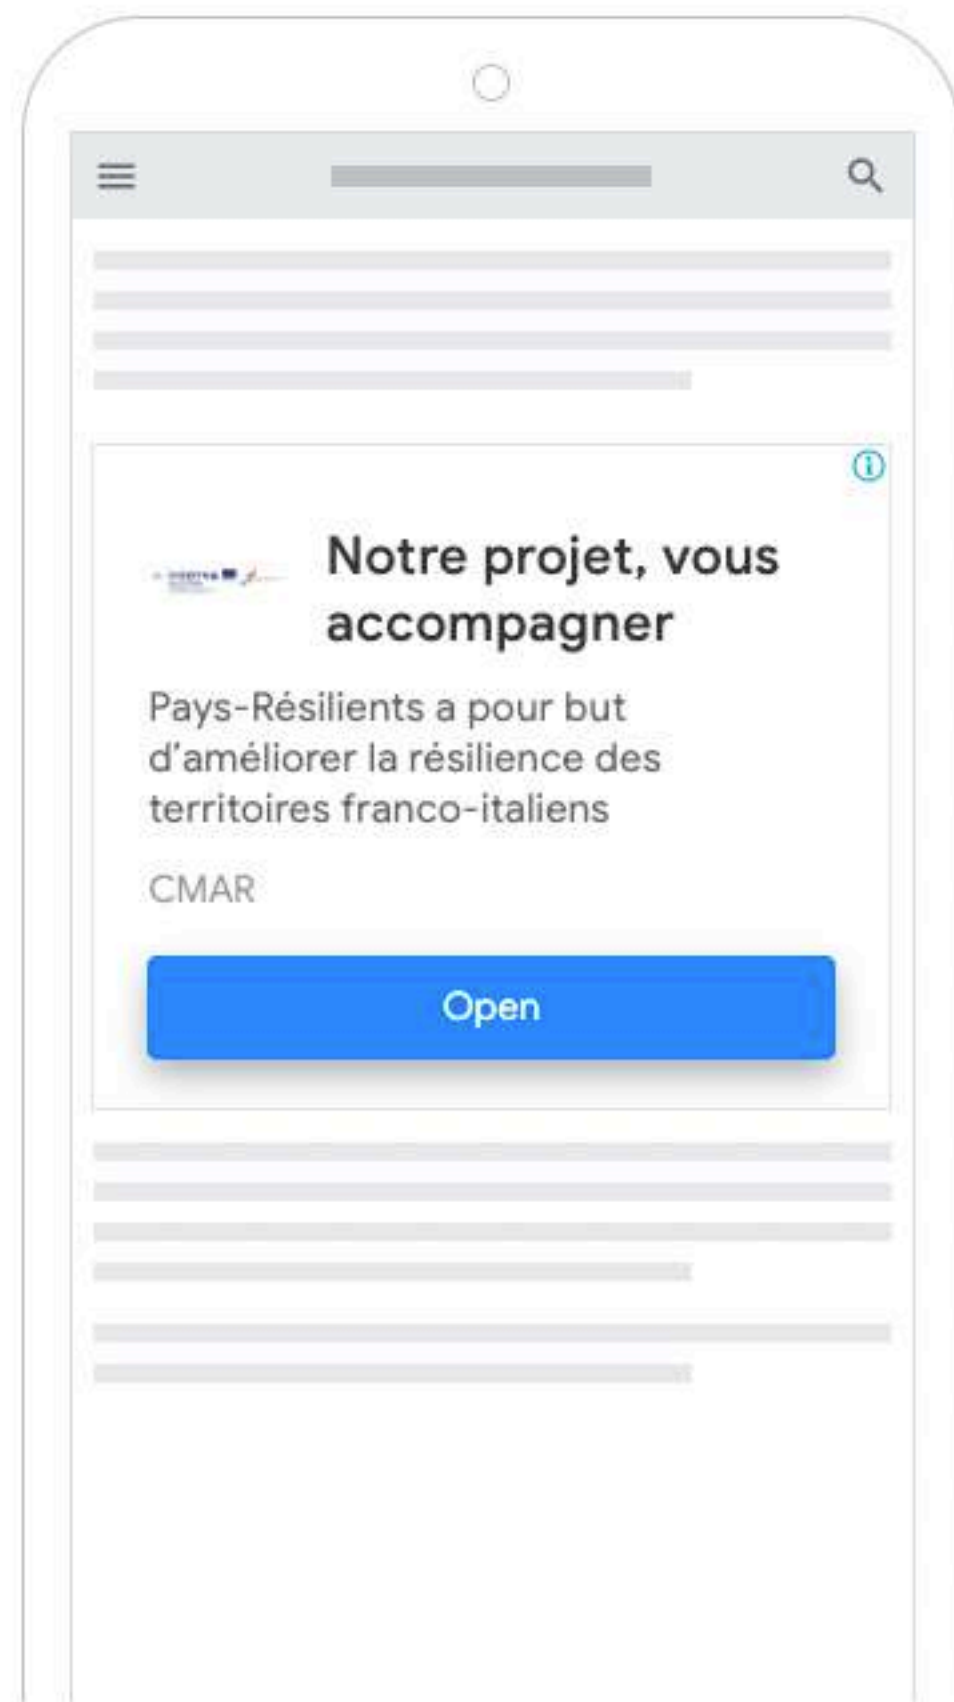 Notre projet, vous
accompagner
Pays-Résilients a pour but
d'améliorer la résilience des
territoires franco-italiens
CMAR
Open